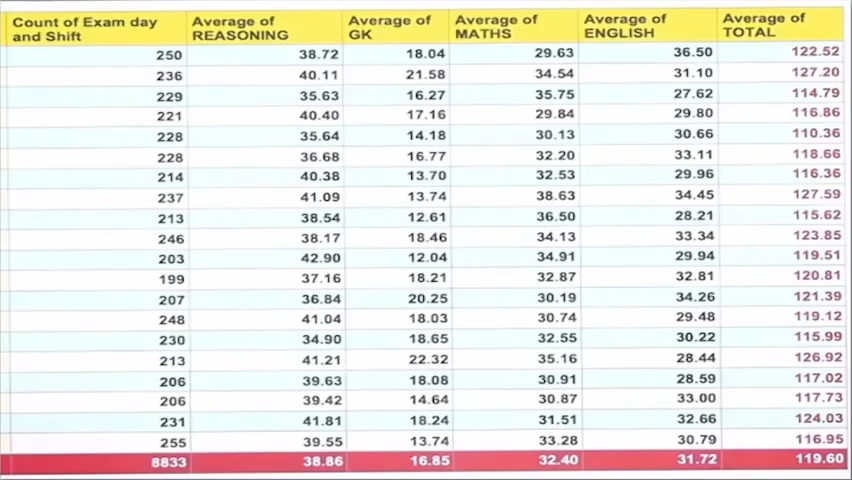 Count of Exam day and Shift Average of REASONING Average of GK Average of MATHS Average of ENGLISH Average of TOTAL
250 38.72 18.04 29.63 36.50 122.52
236 40.11 21.58 34.54 31.10 127.20
229 35.63 16.27 35.75 27.62 114.79
221 40.40 17.16 29.84 29.80 116.86
228 35.64 14.18 30.13 30.66 110.36
228 36.68 16.77 32.20 33.11 118.66
214 40.38 13.70 32.53 29.96 116.36
237 41.09 13.74 38.63 34.45 127.59
213 38.54 12.61 36.50 28.21 115.62
246 38.17 18.46 34.13 33.34 123.85
203 42.90 12.04 34.91 29.94 119.51
199 37.16 18.21 32.87 32.81 120.81
207 36.84 20.25 30.19 34.26 121.39
248 41.04 18.03 30.74 29.48 119.12
230 34.90 18.65 32.55 30.22 115.99
213 41.21 22.32 35.16 28.44 126.92
206 39.63 18.08 30.91 28.59 117.02
206 39.42 14.64 30.87 33.00 117.73
231 41.81 18.24 31.51 32.66 124.03
255 39.55 13.74 33.28 30.79 116.95
8833 38.86 16.85 32.40 31.72 119.60